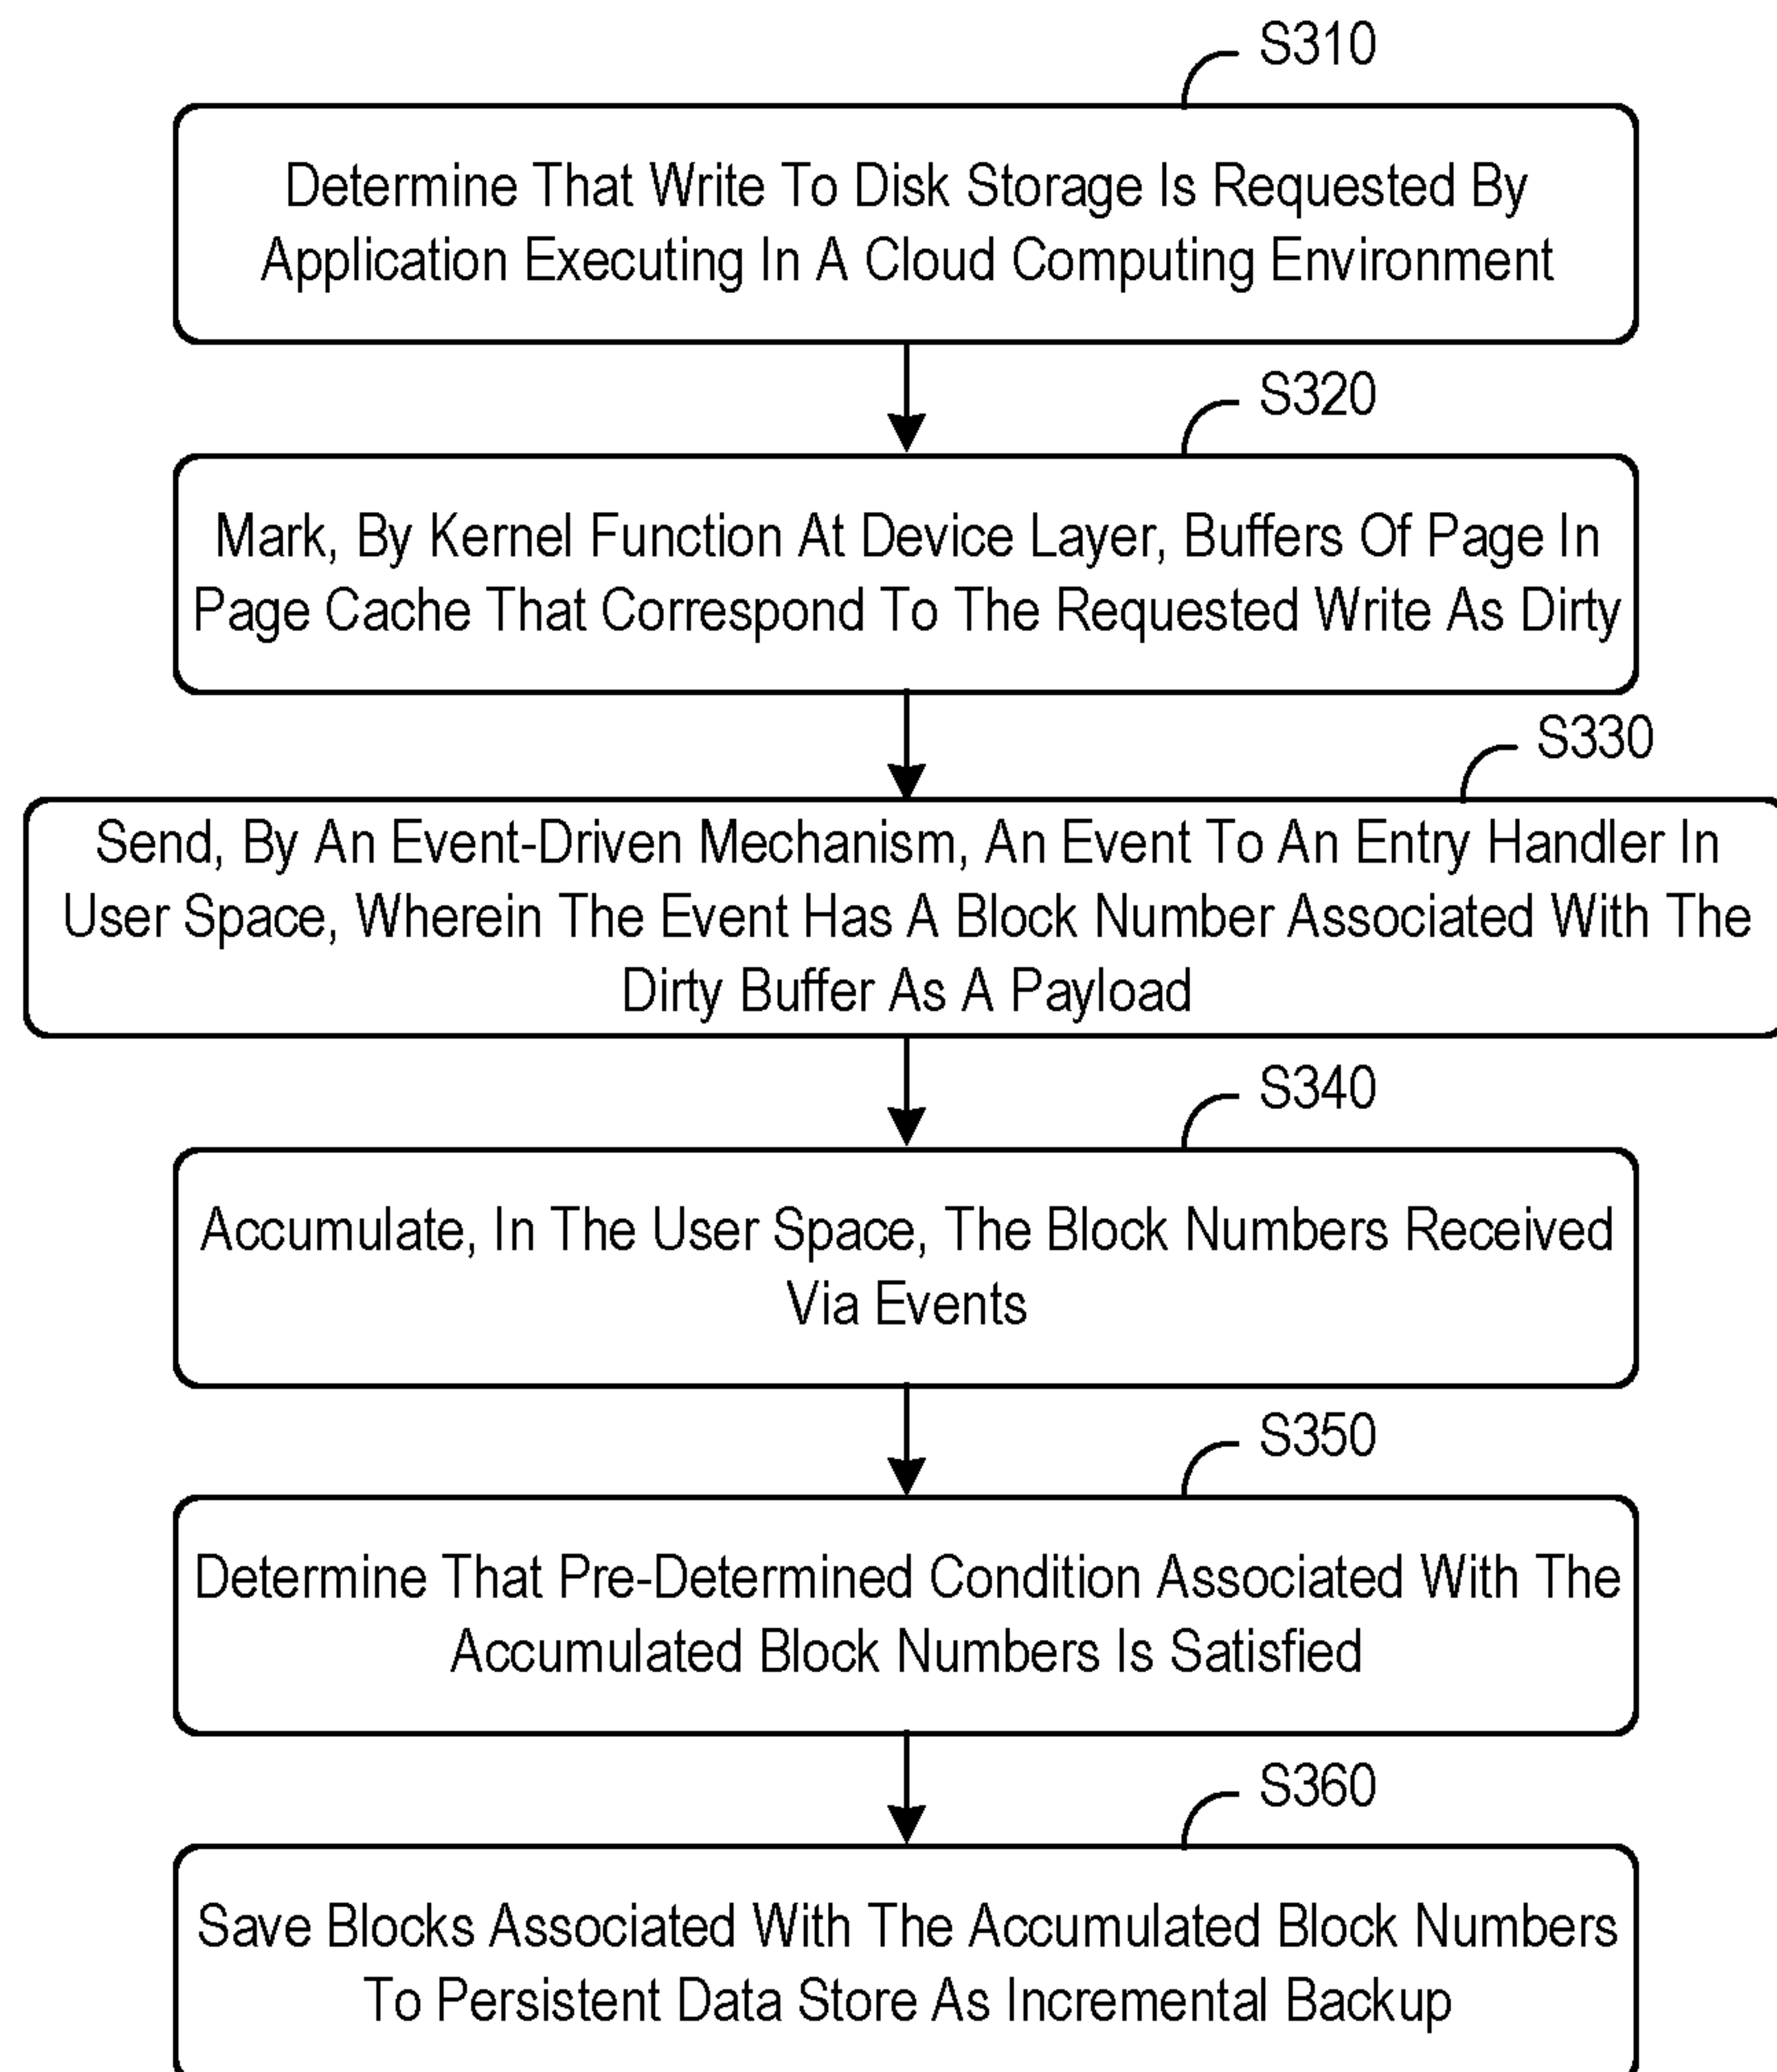 S310
Determine That Write To Disk Storage Is Requested By
Application Executing In A Cloud Computing Environment
S320
Mark, By Kernel Function At Device Layer, Buffers Of Page In
Page Cache That Correspond To The Requested Write As Dirty
S330
Send, By An Event-Driven Mechanism, An Event To An Entry Handler In
User Space, Wherein The Event Has A Block Number Associated With The
Dirty Buffer As A Payload
S340
Accumulate, In The User Space, The Block Numbers Received
Via Events
S350
Determine That Pre-Determined Condition Associated With The
Accumulated Block Numbers Is Satisfied
S360
Save Blocks Associated With The Accumulated Block Numbers
To Persistent Data Store As Incremental Backup